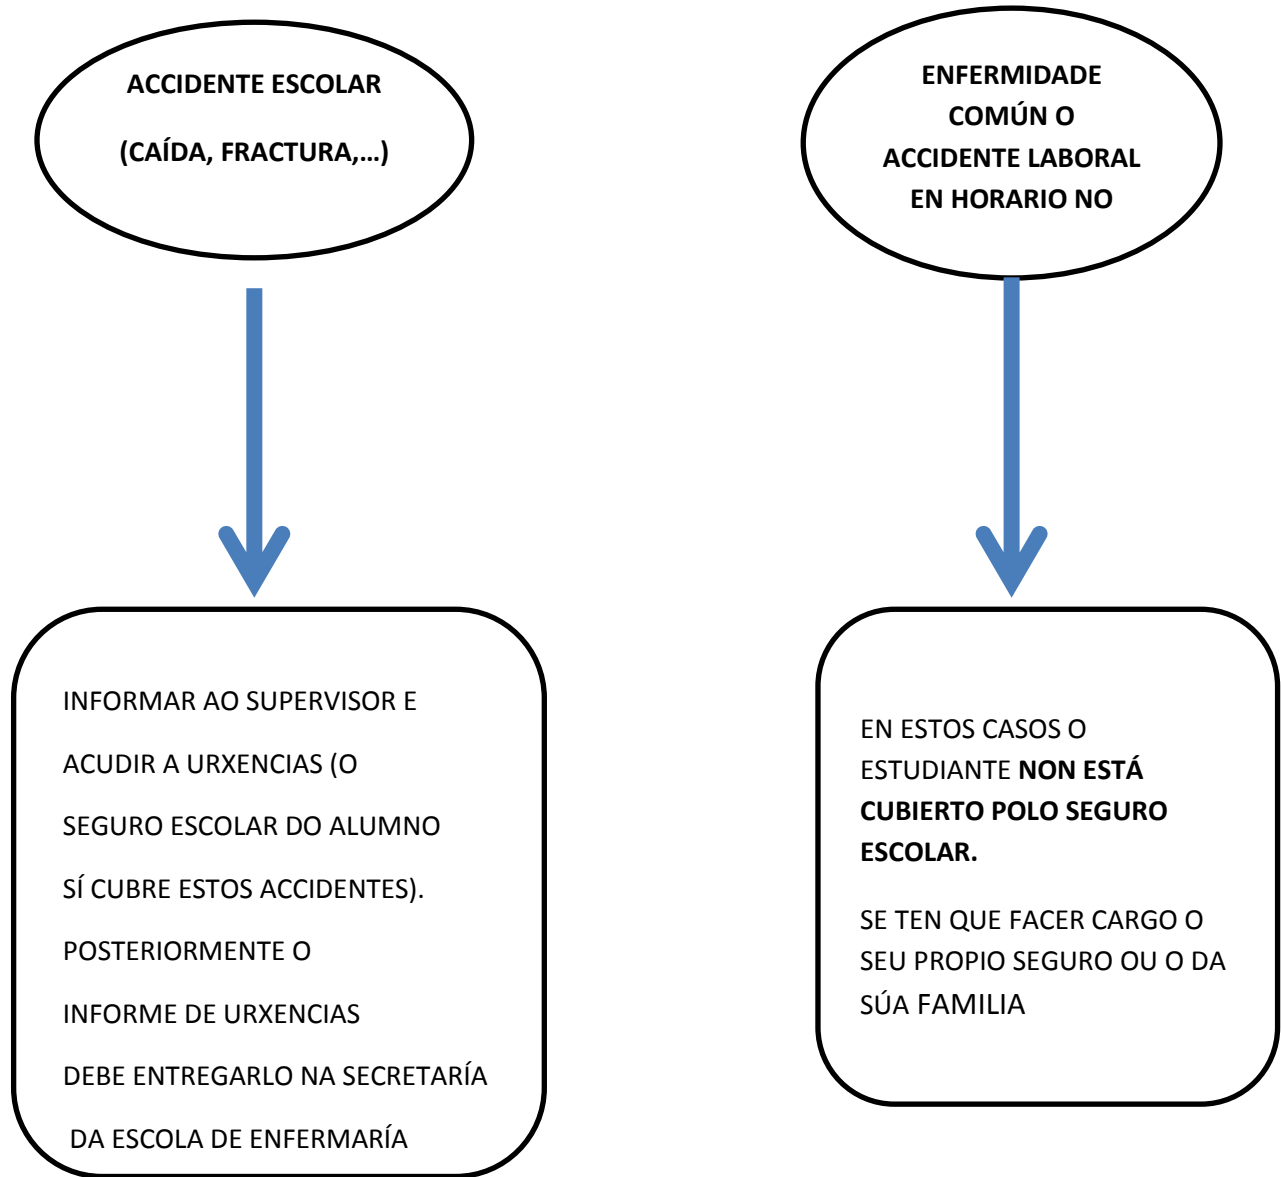 ACCIDENTE ESCOLAR
(CAÍDA, FRACTURA,...)
ENFERMIDADE
COMÚN O
ACCIDENTE LABORAL
EN HORARIO NO
INFORMAR AO SUPERVISOR E
ACUDIR A URXENCIAS (O
SEGURO ESCOLAR DO ALUMNO
SÍ CUBRE ESTOS ACCIDENTES).
POSTERIORMENTE O
INFORME DE URXENCIAS
DEBE ENTREGARLO NA SECRETARÍA
DA ESCOLA DE ENFERMARÍA
EN ESTOS CASOS O
ESTUDIANTE NON ESTÁ
CUBIERTO POLO SEGURO
ESCOLAR.
SE TEN QUE FACER CARGO O
SEU PROPIO SEGURO OU O DA
SÚA FAMILIA